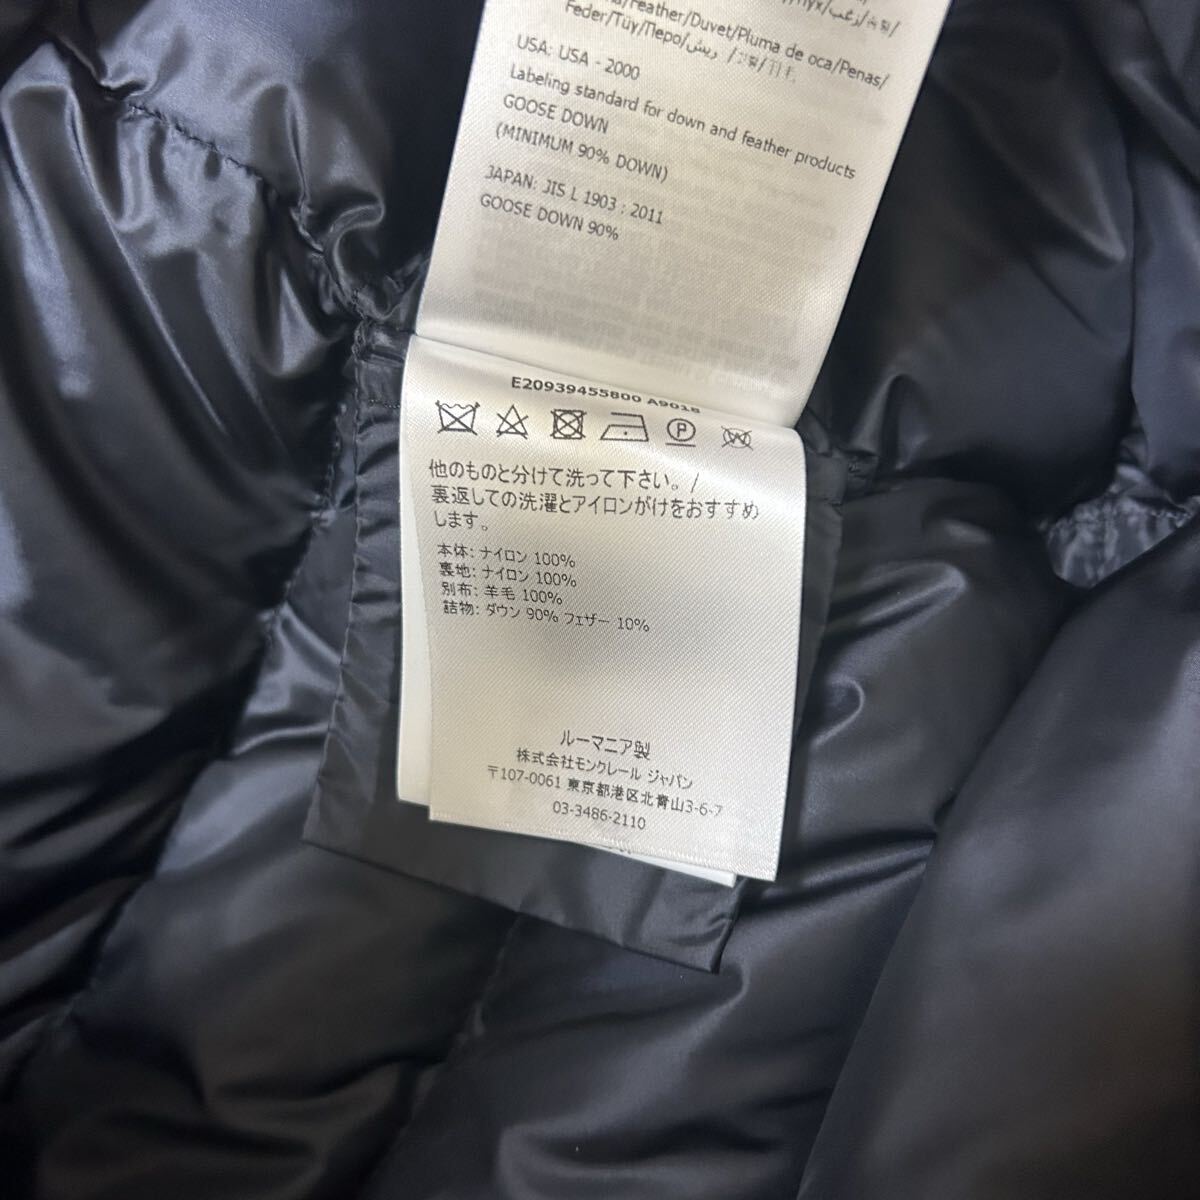 /Feather/Duvet/Pluma de oca/Penas/
Feder/Tüy/Перо/ريش/
USA: USA - 2000
Labeling standard for down and feather products
GOOSE DOWN
(MINIMUM 90% DOWN)
JAPAN: JIS L 1903 : 2011
GOOSE DOWN 90%
E20939455800 A9018
P
W
他のものと分けて洗って下さい。/
裏返しての洗濯とアイロンがけをおすすめ
します。
本体: ナイロン 100%
裏地: ナイロン 100%
別布: 羊毛 100%
詰物: ダウン 90% フェザー 10%
ルーマニア製
株式会社モンクレール ジャパン
〒107-0061 東京都港区北青山3-6-7
03-3486-2110